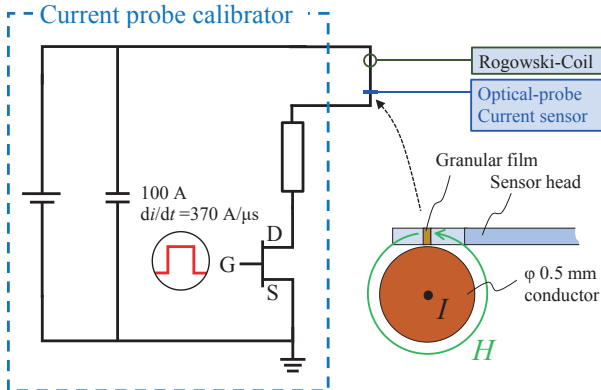 Current probe calibrator
Rogowski-Coil
Optical-probe
Current sensor
100 A
di/dt =370 A/μs
D
G
S
Granular film
Sensor head
φ 0.5 mm
conductor
I
H